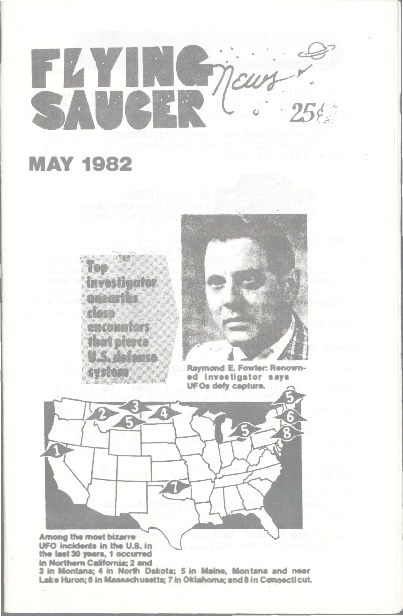 FLYING
SAUCER
News
25¢
MAY 1982
Top
investigator
unearths
close
encounters
that pierce
U.S. defense
system
Raymond E. Fowler: Renown-
ed investigator says
UFOs defy capture.
1
2
3
4
5
5
5
6
7
8
Among the most bizarre
UFO incidents in the U.S. in
the last 30 years, 1 occurred
in Northern California; 2 and
3 in Montana; 4 in North Dakota; 5 in Maine, Montana and near
Lake Huron; 6 in Massachusetts; 7 in Oklahoma; and 8 in Connecticut.